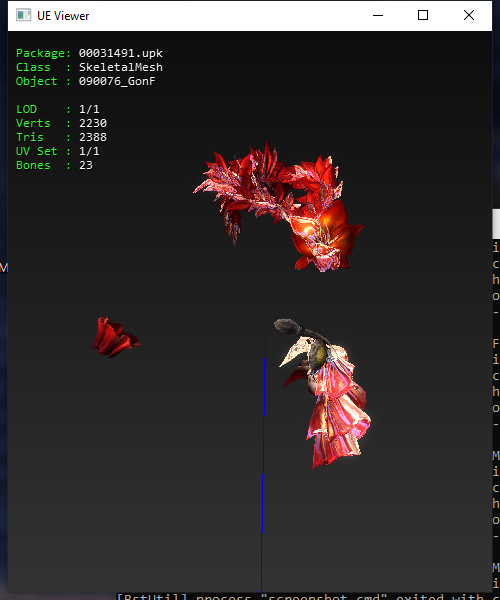 UE Viewer
Package: 00031491.upk
Class : SkeletalMesh
Object : 090076_GonF
LOD : 1/1
Verts : 2230
Tris : 2388
UV Set : 1/1
Bones : 23
M
i
c
h
o
-
F
i
c
h
o
-
M
i
c
h
o
-
M
i
[BstUtil] process "screenshot.cmd" exited with c